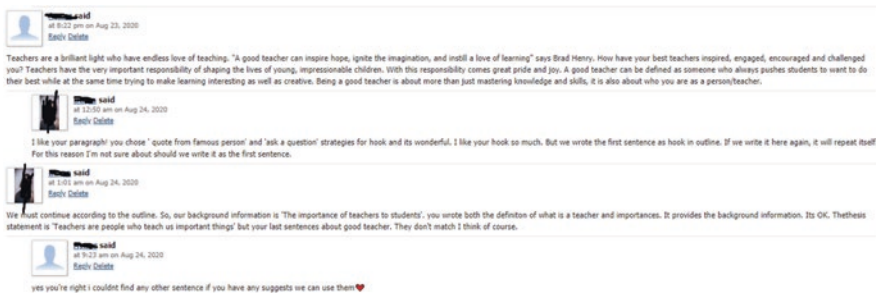 said
at 8:22 pm on Aug 23, 2020
Reply Delete
Teachers are a brilliant light who have endless love of teaching. "A good teacher can inspire hope, ignite the imagination, and instill a love of learning" says Brad Henry. How have your best teachers inspired, engaged, encouraged and challenged
you? Teachers have the very important responsibility of shaping the lives of young, impressionable children. With this responsibility comes great pride and joy. A good teacher can be defined as someone who always pushes students to want to do
their best while at the same time trying to make learning interesting as well as creative. Being a good teacher is about more than just mastering knowledge and skills, it is also about who you are as a person/teacher.
said
at 12:50 am on Aug 24, 2020
Reply Delete
I like your paragraph! you chose ' quote from famous person' and 'ask a question' strategies for hook and its wonderful. I like your hook so much. But we wrote the first sentence as hook in outline. If we write it here again, it will repeat itself
For this reason I'm not sure about should we write it as the first sentence.
said
at 1:01 am on Aug 24, 2020
Reply Delete
We must continue according to the outline. So, our background information is 'The importance of teachers to students'. you wrote both the definiton of what is a teacher and importances. It provides the background information. Its OK. Thethesis
statement is 'Teachers are people who teach us important things' but your last sentences about good teacher. They don't match I think of course.
said
at 9:23 am on Aug 24, 2020
Reply Delete
yes you're right i couldnt find any other sentence if you have any suggests we can use them❤